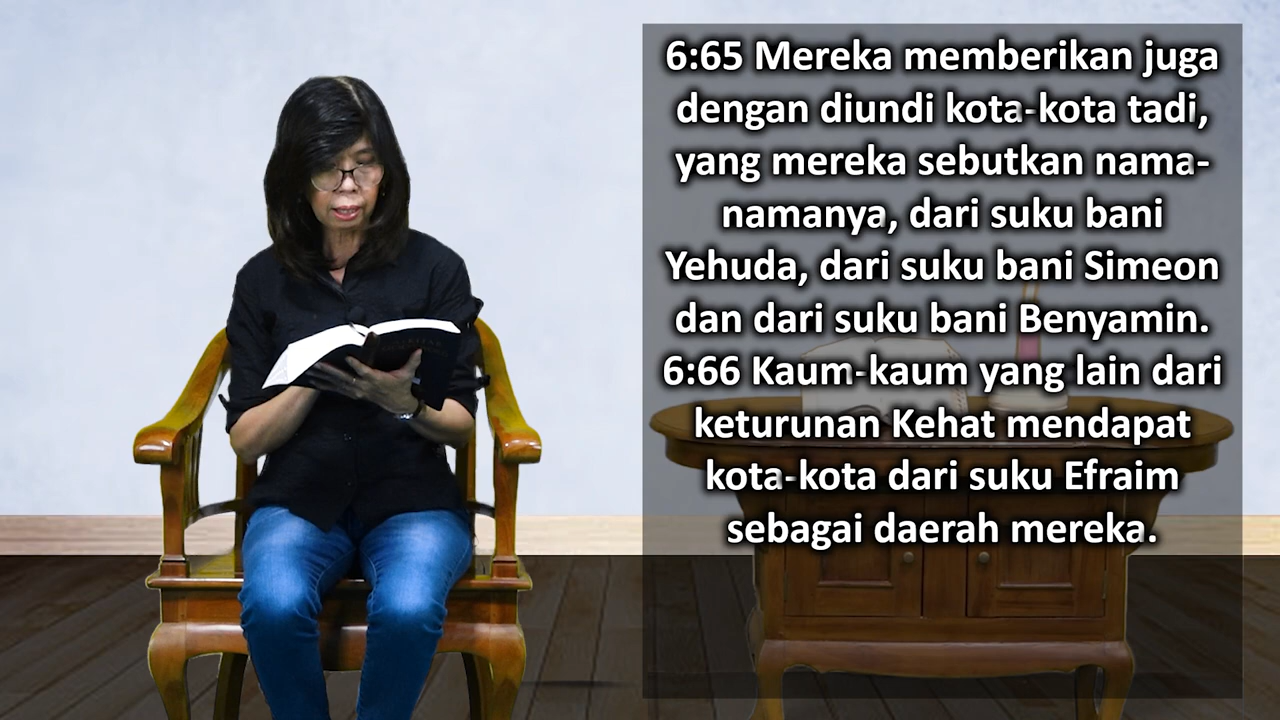 6:65 Mereka memberikan juga
dengan diundi kota-kota tadi,
yang mereka sebutkan nama-
namanya, dari suku bani
Yehuda, dari suku bani Simeon
dan dari suku bani Benyamin.
6:66 Kaum-kaum yang lain dari
keturunan Kehat mendapat
kota-kota dari suku Efraim
sebagai daerah mereka.